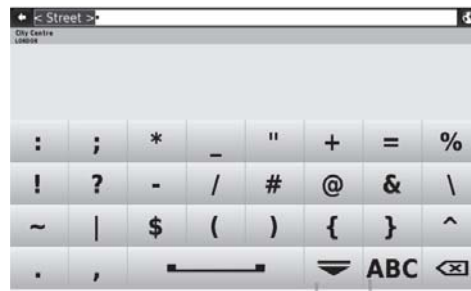 < Street >
City Centre
LONDON
: ; * _ " + = %
! ? - / # @ & \
~ | $ ( ) { } ^
. , ABC